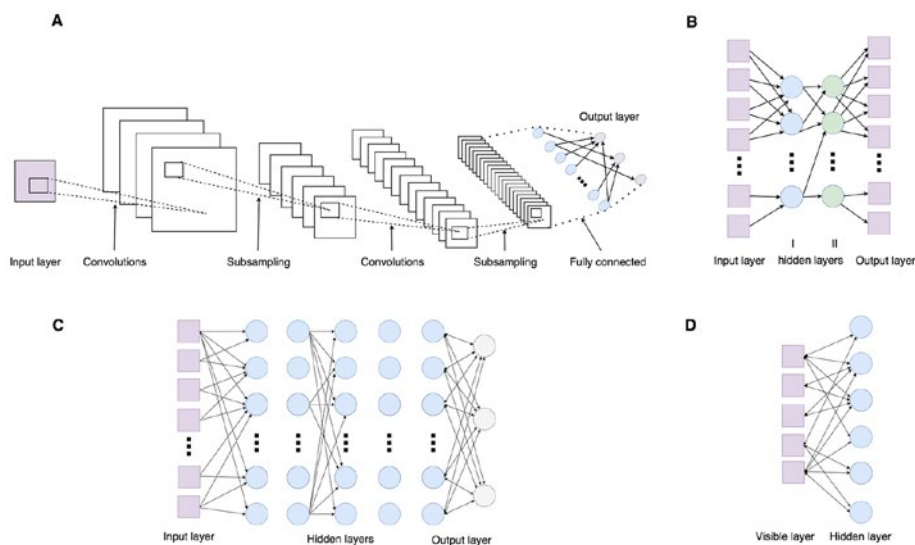 A
Output layer
Input layer
Convolutions
Subsampling
Convolutions
Subsampling
Fully connected
B
I
II
Input layer
hidden layers
Output layer
C
Input layer
Hidden layers
Output layer
D
Visible layer
Hidden layer